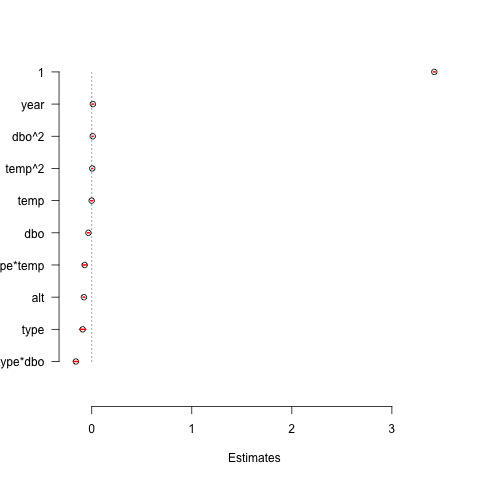 1
year
dbo^2
temp^2
temp
dbo
pe*temp
alt
type
ype*dbo
0 1 2 3
Estimates